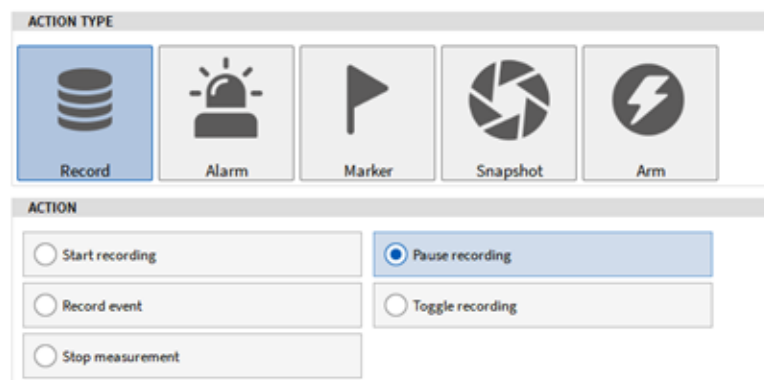 ACTION TYPE
Record Alarm Marker Snapshot Arm
ACTION
Start recording Pause recording
Record event Toggle recording
Stop measurement